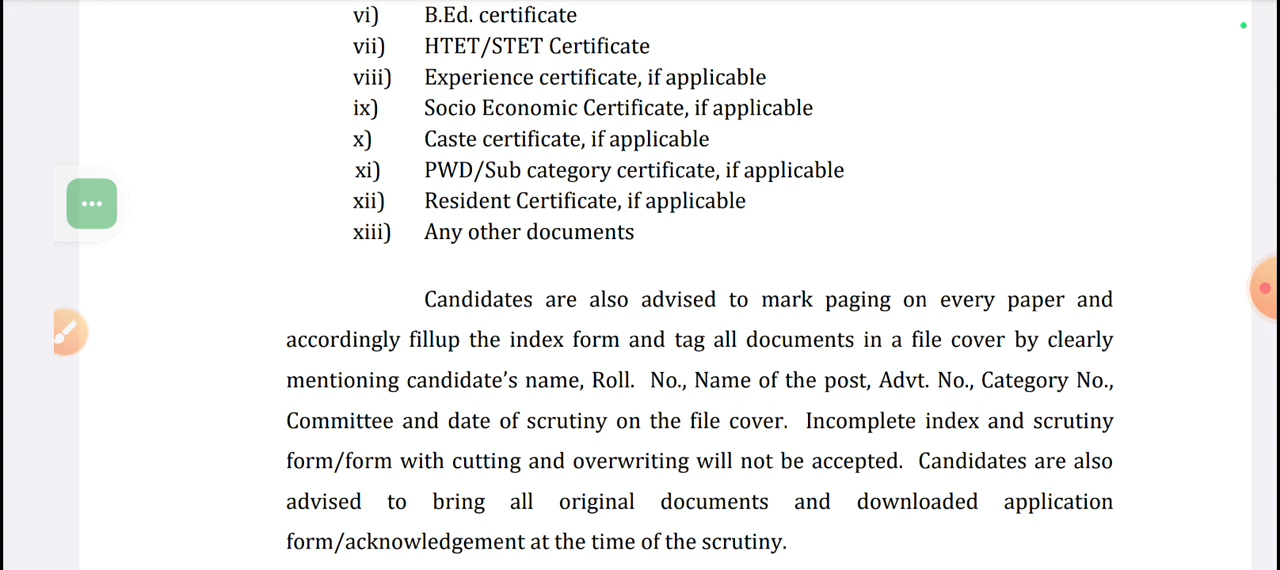 vi) B.Ed. certificate
vii) HTET/STET Certificate
viii) Experience certificate, if applicable
ix) Socio Economic Certificate, if applicable
x) Caste certificate, if applicable
xi) PWD/Sub category certificate, if applicable
xii) Resident Certificate, if applicable
xiii) Any other documents
Candidates are also advised to mark paging on every paper and
accordingly fillup the index form and tag all documents in a file cover by clearly
mentioning candidate’s name, Roll. No., Name of the post, Advt. No., Category No.,
Committee and date of scrutiny on the file cover. Incomplete index and scrutiny
form/form with cutting and overwriting will not be accepted. Candidates are also
advised to bring all original documents and downloaded application
form/acknowledgement at the time of the scrutiny.